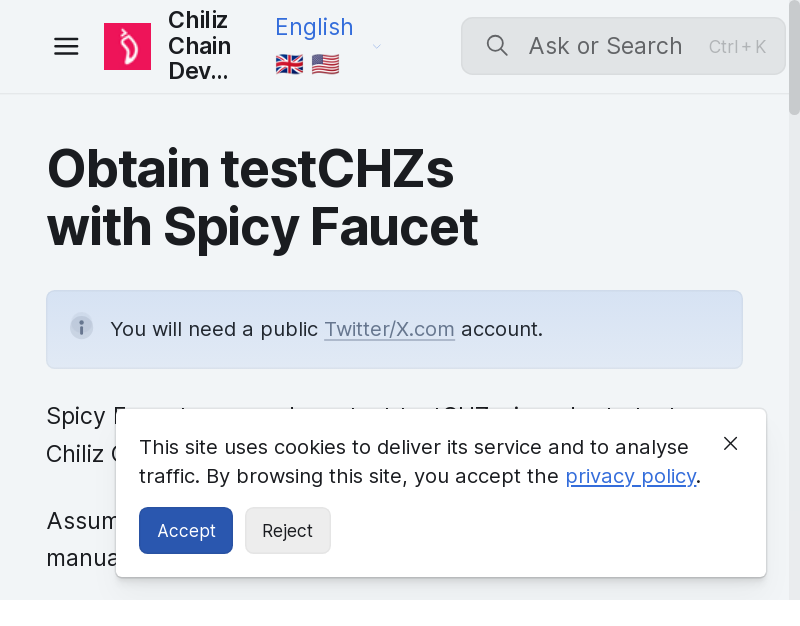 Chiliz
Chain
Dev...
English
🇬🇧 🇺🇸
Ask or Search
Ctrl + K
Obtain testCHZs
with Spicy Faucet
You will need a public Twitter/X.com account.
Spicy
Chiliz
This site uses cookies to deliver its service and to analyse
traffic. By browsing this site, you accept the privacy policy.
Accept
Reject